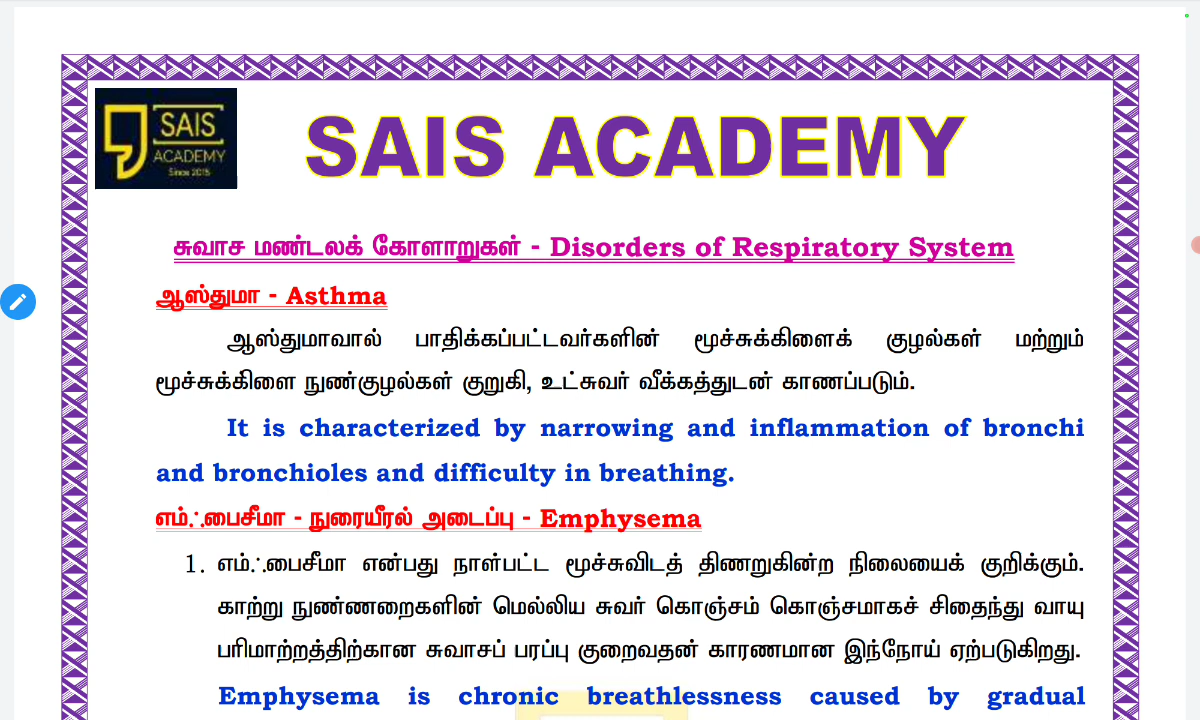 SAIS
ACADEMY
Since 2015
SAIS ACADEMY
சுவாச மண்டலக் கோளாறுகள் - Disorders of Respiratory System
ஆஸ்துமா - Asthma
ஆஸ்துமாவால் பாதிக்கப்பட்டவர்களின் மூச்சுக்கிளைக் குழல்கள் மற்றும்
மூச்சுக்கிளை நுண்குழல்கள் குறுகி, உட்சுவர் வீக்கத்துடன் காணப்படும்.
It is characterized by narrowing and inflammation of bronchi
and bronchioles and difficulty in breathing.
எம்ஃபைசீமா - நுரையீரல் அடைப்பு - Emphysema
1. எம்ஃபைசீமா என்பது நாள்பட்ட மூச்சுவிடத் திணறுகின்ற நிலையைக் குறிக்கும்.
காற்று நுண்ணறைகளின் மெல்லிய சுவர் கொஞ்சம் கொஞ்சமாகச் சிதைந்து வாயு
பரிமாற்றத்திற்கான சுவாசப் பரப்பு குறைவதன் காரணமான இந்நோய் ஏற்படுகிறது.
Emphysema is chronic breathlessness caused by gradual